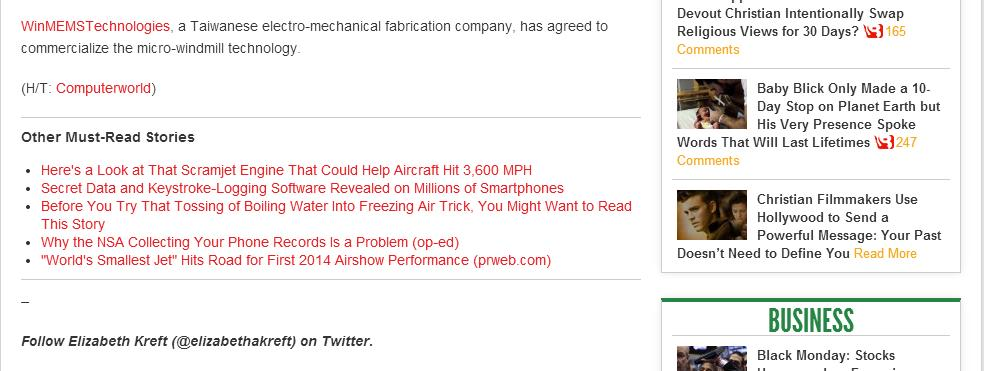 WinMEMSTechnologies, a Taiwanese electro-mechanical fabrication company, has agreed to
commercialize the micro-windmill technology.
(H/T: Computerworld)
Other Must-Read Stories
Here's a Look at That Scramjet Engine That Could Help Aircraft Hit 3,600 MPH
Secret Data and Keystroke-Logging Software Revealed on Millions of Smartphones
Before You Try That Tossing of Boiling Water Into Freezing Air Trick, You Might Want to Read
This Story
Why the NSA Collecting Your Phone Records Is a Problem (op-ed)
"World's Smallest Jet" Hits Road for First 2014 Airshow Performance (prweb.com)
–
Follow Elizabeth Kreft (@elizabethakreft) on Twitter.
Devout Christian Intentionally Swap
Religious Views for 30 Days? 165
Comments
Baby Blick Only Made a 10-
Day Stop on Planet Earth but
His Very Presence Spoke
Words That Will Last Lifetimes 247
Comments
Christian Filmmakers Use
Hollywood to Send a
Powerful Message: Your Past
Doesn't Need to Define You Read More
BUSINESS
Black Monday: Stocks